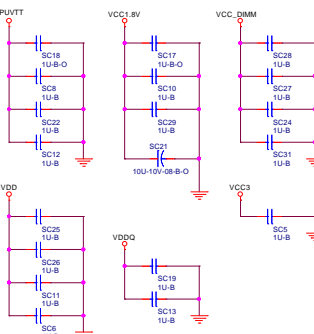 PUVTT
SC18
1U-B-O
SC8
1U-B
SC22
1U-B
SC12
1U-B
VCC1.8V
SC17
1U-B-O
SC10
1U-B
SC29
1U-B
SC21
10U-10V-08-B-O
VCC_DIMM
SC28
1U-B
SC27
1U-B
SC24
1U-B
SC31
1U-B
VDD
SC25
1U-B
SC26
1U-B
SC11
1U-B
SC6
VDDQ
SC19
1U-B
SC13
1U-B
VCC3
SC5
1U-B